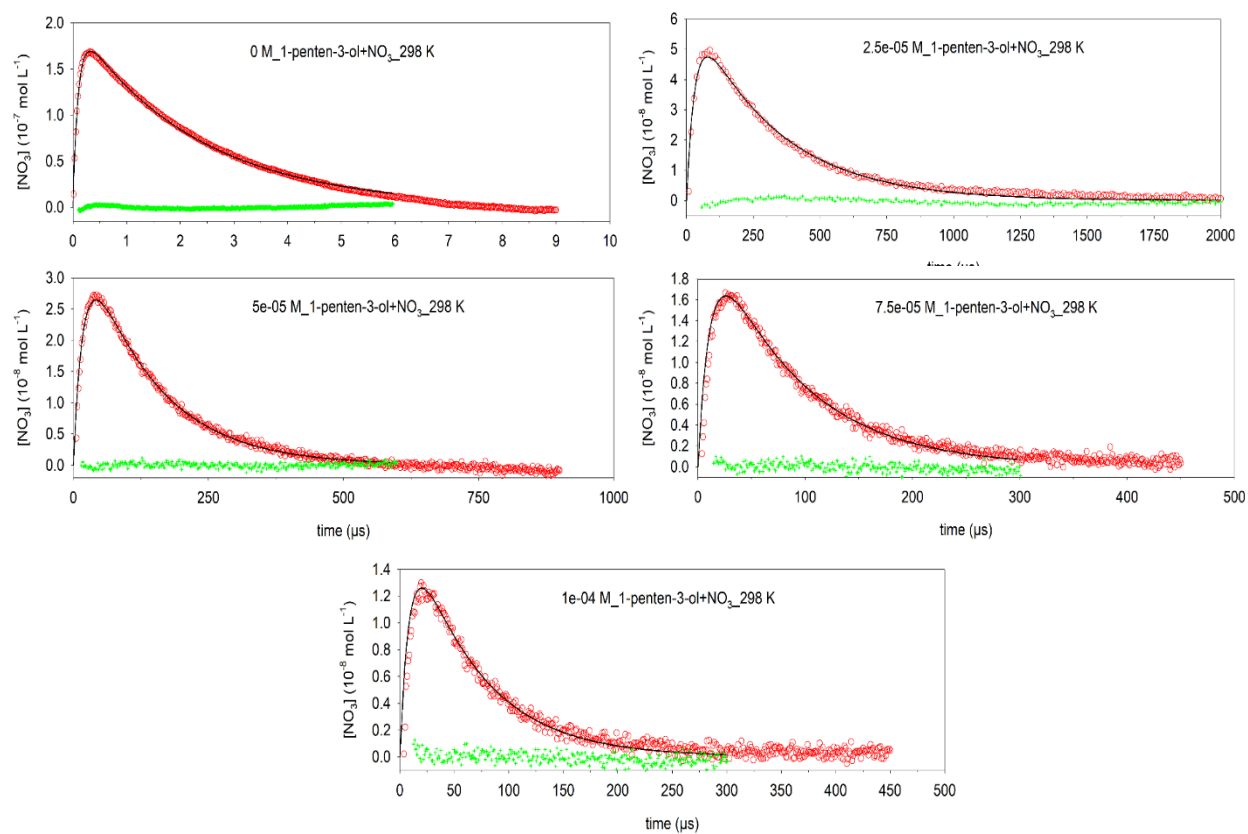 0 M_1-penten-3-ol+NO₃_298 K
[NO₃] (10⁻⁷ mol L⁻¹)
2.0
1.5
1.0
0.5
0.0
0 1 2 3 4 5 6 7 8 9 10
2.5e-05 M_1-penten-3-ol+NO₃_298 K
[NO₃] (10⁻⁸ mol L⁻¹)
6
5
4
3
2
1
0
0 250 500 750 1000 1250 1500 1750 2000
time (µs)
5e-05 M_1-penten-3-ol+NO₃_298 K
[NO₃] (10⁻⁸ mol L⁻¹)
3.0
2.5
2.0
1.5
1.0
0.5
0.0
0 250 500 750 1000
time (µs)
7.5e-05 M_1-penten-3-ol+NO₃_298 K
[NO₃] (10⁻⁸ mol L⁻¹)
1.8
1.6
1.4
1.2
1.0
0.8
0.6
0.4
0.2
0.0
0 100 200 300 400 500
time (µs)
1e-04 M_1-penten-3-ol+NO₃_298 K
[NO₃] (10⁻⁸ mol L⁻¹)
1.4
1.2
1.0
0.8
0.6
0.4
0.2
0.0
0 50 100 150 200 250 300 350 400 450 500
time (µs)